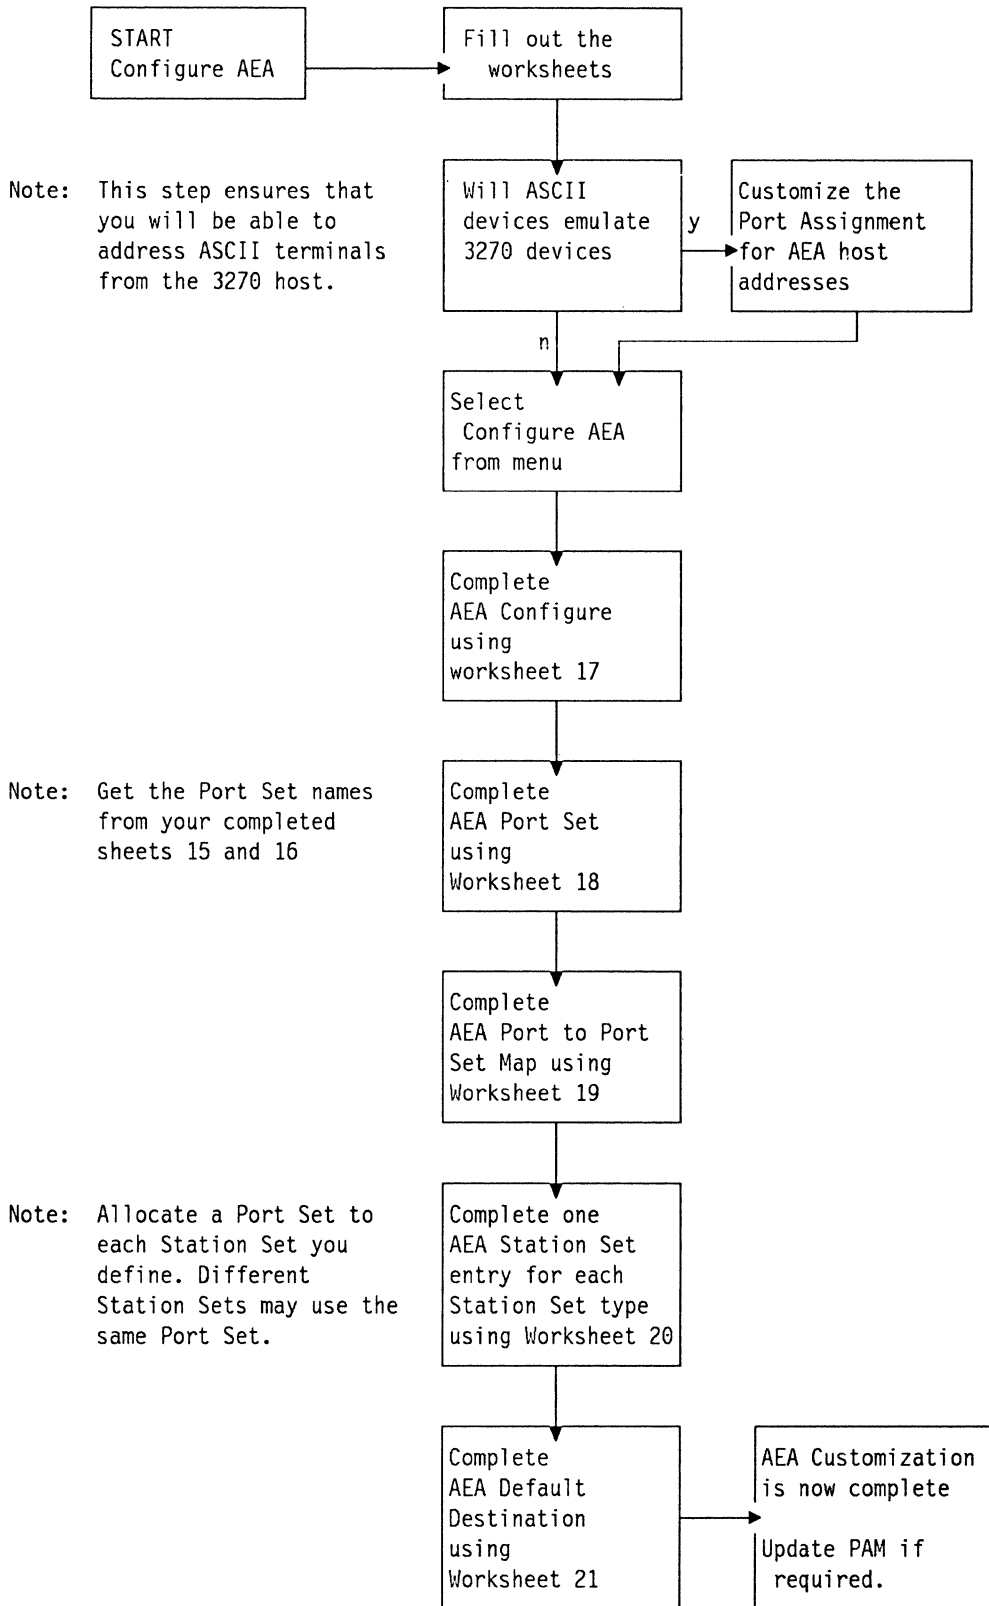 START
Configure AEA
Fill out the
worksheets
Note: This step ensures that
you will be able to
address ASCII terminals
from the 3270 host.
Will ASCII
devices emulate
3270 devices
y
Customize the
Port Assignment
for AEA host
addresses
n
Select
Configure AEA
from menu
Complete
AEA Configure
using
worksheet 17
Note: Get the Port Set names
from your completed
sheets 15 and 16
Complete
AEA Port Set
using
Worksheet 18
Complete
AEA Port to Port
Set Map using
Worksheet 19
Note: Allocate a Port Set to
each Station Set you
define. Different
Station Sets may use the
same Port Set.
Complete one
AEA Station Set
entry for each
Station Set type
using Worksheet 20
Complete
AEA Default
Destination
using
Worksheet 21
AEA Customization
is now complete
Update PAM if
required.